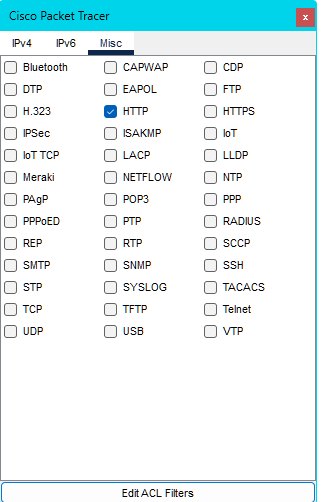 Cisco Packet Tracer x
IPv4 IPv6 Misc
Bluetooth CAPWAP CDP
DTP EAPOL FTP
H.323 HTTP HTTPS
IPSec ISAKMP IoT
IoT TCP LACP LLDP
Meraki NETFLOW NTP
PAgP POP3 PPP
PPPoED PTP RADIUS
REP RTP SCCP
SMTP SNMP SSH
STP SYSLOG TACACS
TCP TFTP Telnet
UDP USB VTP
Edit ACL Filters